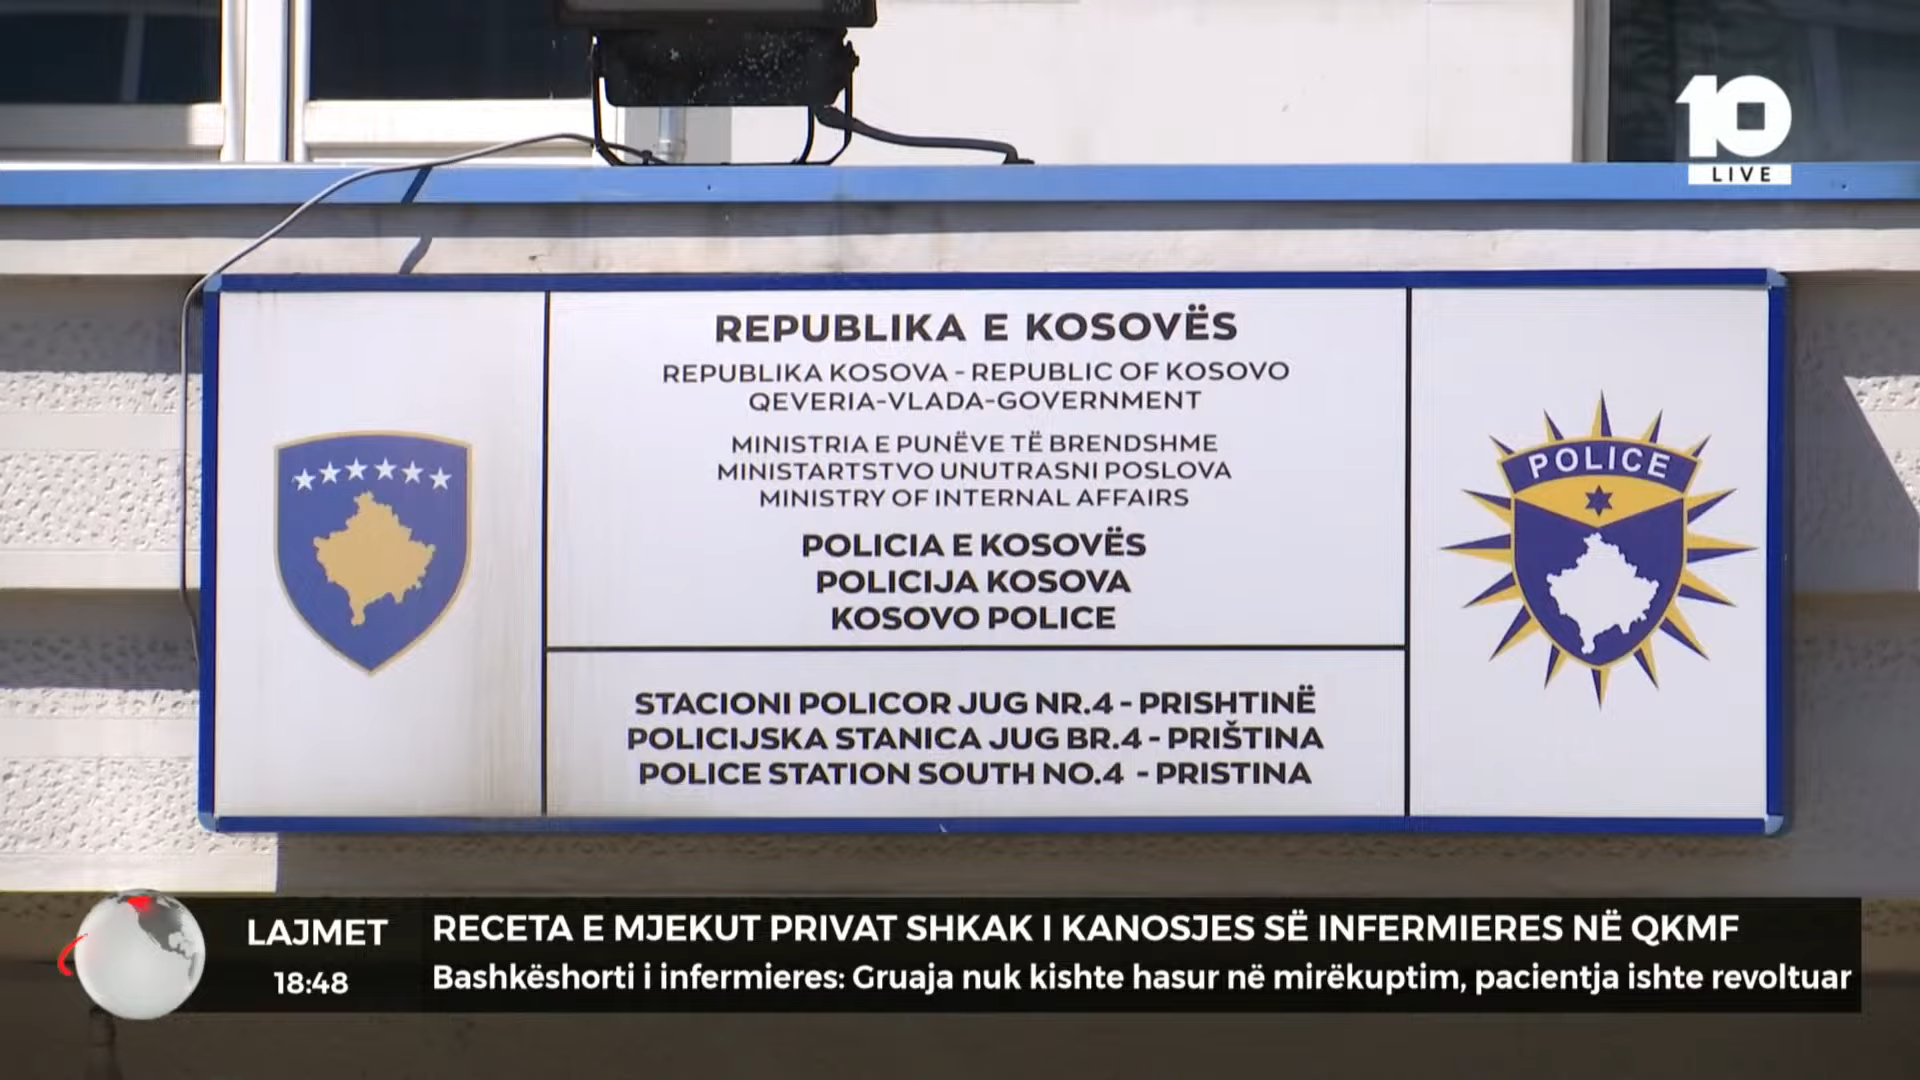 10
LIVE
REPUBLIKA E KOSOVËS
REPUBLIKA KOSOVA - REPUBLIC OF KOSOVO
QEVERIA-VLADA-GOVERNMENT
MINISTRIA E PUNËVE TË BRENDSHME
MINISTARTSTVO UNUTRASNI POSLOVA
MINISTRY OF INTERNAL AFFAIRS
POLICIA E KOSOVËS
POLICIJA KOSOVA
KOSOVO POLICE
POLICE
STACIONI POLICOR JUG NR.4 - PRISHTINË
POLICIJSKA STANICA JUG BR.4 - PRIŠTINA
POLICE STATION SOUTH NO.4 - PRISTINA
LAJMET
18:48
RECETA E MJEKUT PRIVAT SHKAK I KANOSJES SË INFERMIERES NË QKMF
Bashkëshorti i infermieres: Gruaja nuk kishte hasur në mirëkuptim, pacientja ishte revoltuar